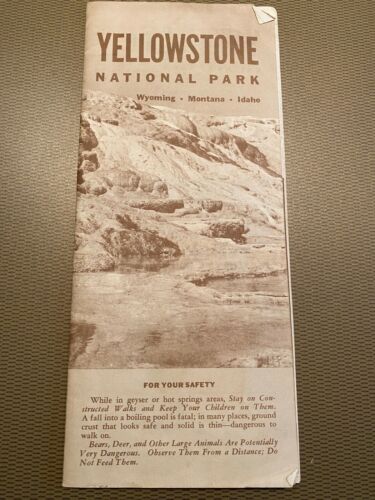 YELLOWSTONE
NATIONAL PARK
Wyoming • Montana • Idaho
FOR YOUR SAFETY
While in geyser or hot springs areas, Stay on Con-
structed Walks and Keep Your Children on Them.
A fall into a boiling pool is fatal; in many places, ground
crust that looks safe and solid is thin—dangerous to
walk on.
Bears, Deer, and Other Large Animals Are Potentially
Very Dangerous. Observe Them From a Distance; Do
Not Feed Them.